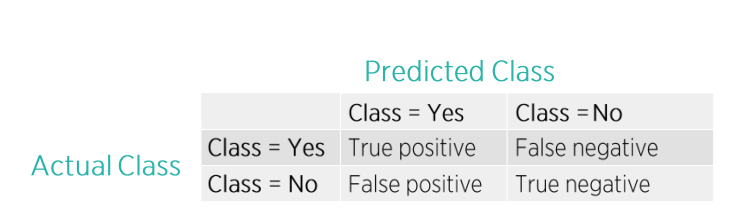 Predicted Class
Class = Yes Class =No
Actual Class
Class = Yes True positive False negative
Class = No False positive True negative